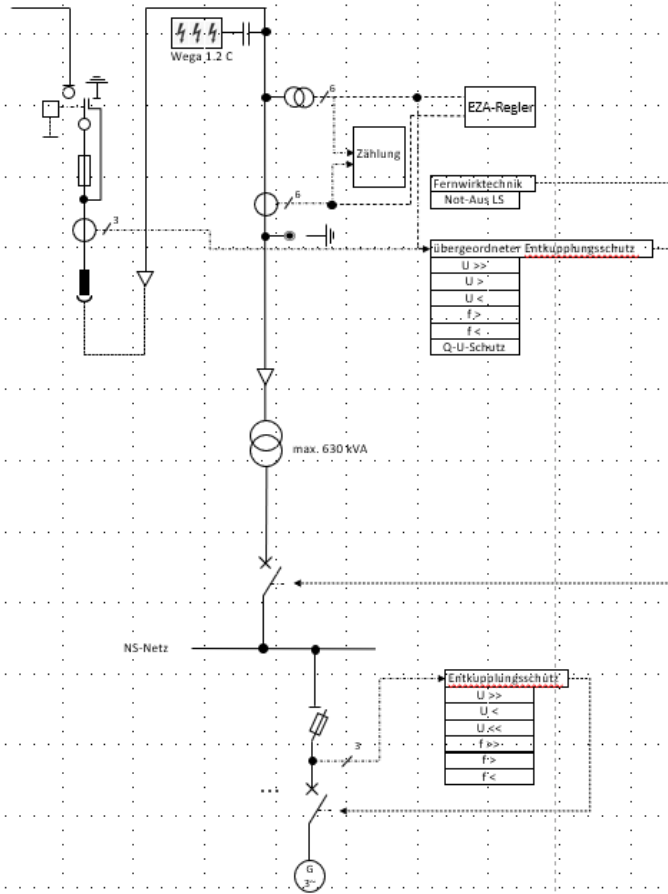 Wega 1.2 C
6
EZA-Regler
Zählung
Fernwirktechnik
Not-Aus LS
6
3
übergeordneter Entkupplungsschutz
U >>
U >
U <
f >
f <
Q-U-Schutz
max. 630 kVA
NS-Netz
Entkupplungsschutz
U >>
U <
U <<
f >>
f >
f <
3
...
G
3~